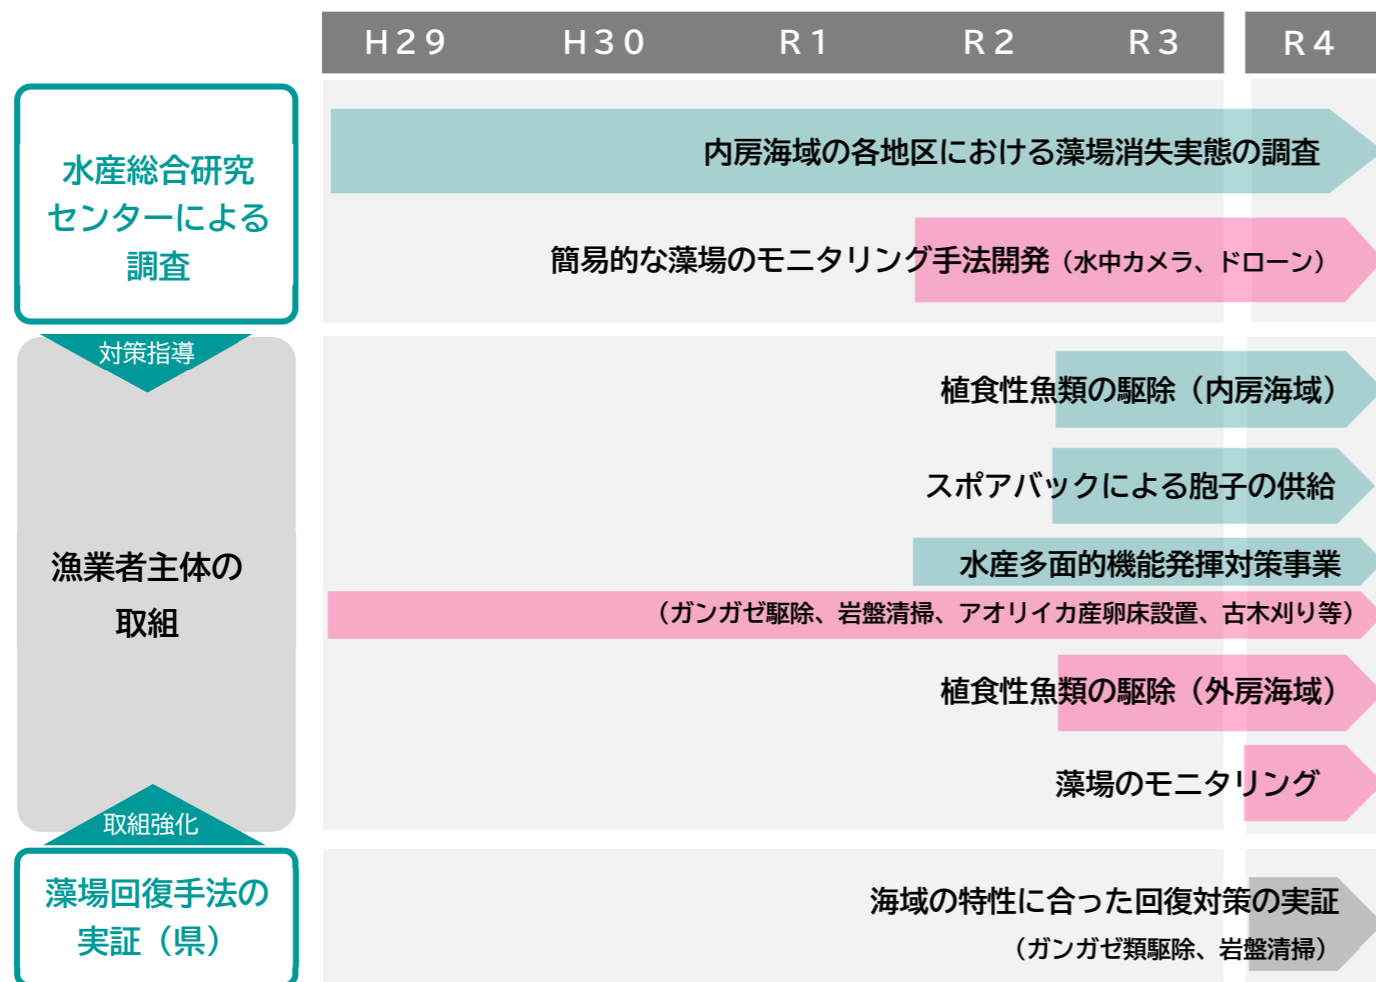 H29 H30 R1 R2 R3 R4
水産総合研究
センターによる
調査
内房海域の各地区における藻場消失実態の調査
簡易的な藻場のモニタリング手法開発（水中カメラ、ドローン）
対策指導
漁業者主体の
取組
植食性魚類の駆除（内房海域）
スポアバックによる胞子の供給
水産多面的機能発揮対策事業
（ガンガゼ駆除、岩盤清掃、アオリイカ産卵床設置、古木刈り等）
植食性魚類の駆除（外房海域）
藻場のモニタリング
取組強化
藻場回復手法の
実証（県）
海域の特性に合った回復対策の実証
（ガンガゼ類駆除、岩盤清掃）